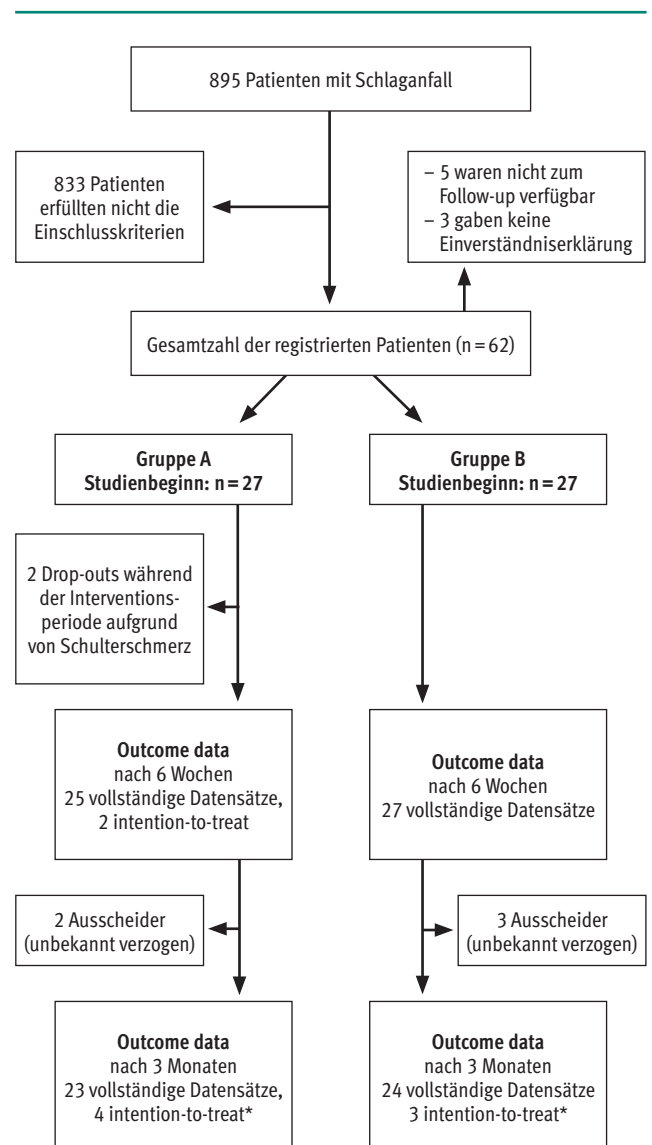 895 Patienten mit Schlaganfall
833 Patienten
erfüllten nicht die
Einschlusskriterien
– 5 waren nicht zum
Follow-up verfügbar
– 3 gaben keine
Einverständniserklärung
Gesamtzahl der registrierten Patienten (n = 62)
Gruppe A
Studienbeginn: n = 27
Gruppe B
Studienbeginn: n = 27
2 Drop-outs während
der Interventions-
periode aufgrund
von Schulterschmerz
Outcome data
nach 6 Wochen
25 vollständige Datensätze,
2 intention-to-treat
Outcome data
nach 6 Wochen
27 vollständige Datensätze
2 Ausscheider
(unbekannt verzogen)
3 Ausscheider
(unbekannt verzogen)
Outcome data
nach 3 Monaten
23 vollständige Datensätze,
4 intention-to-treat*
Outcome data
nach 3 Monaten
24 vollständige Datensätze
3 intention-to-treat*